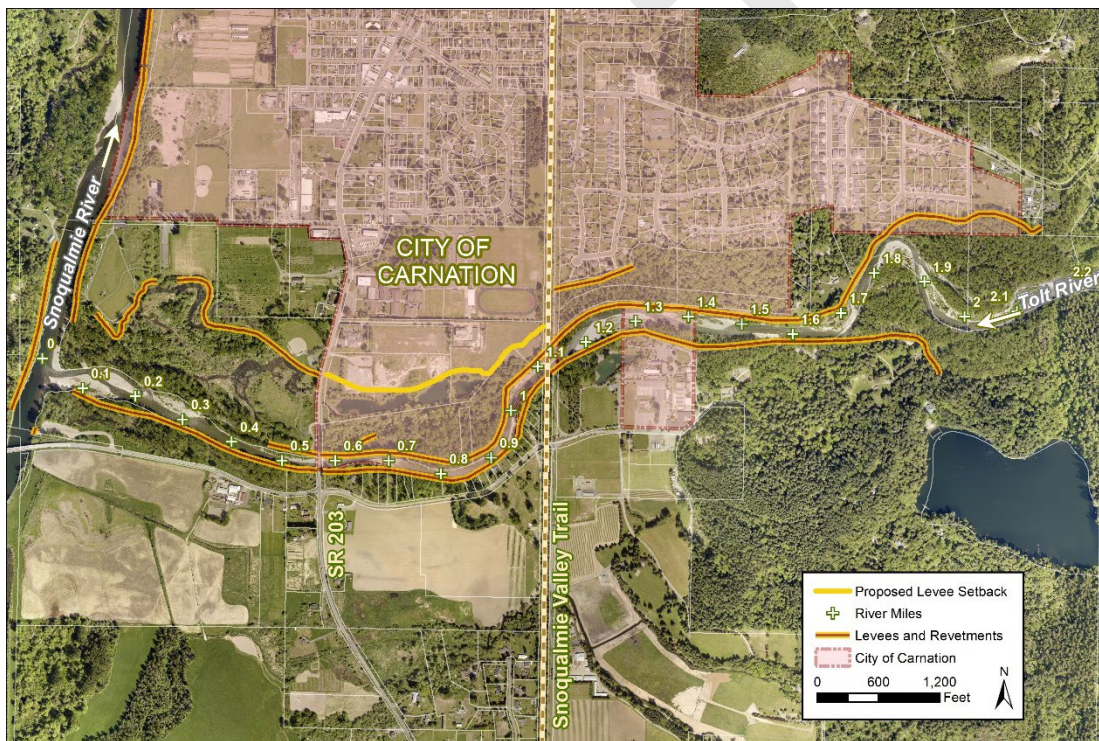 Snoqualmie River
CITY OF
CARNATION
0
0.1
0.2
0.3
0.4
0.5
0.6
0.7
0.8
0.9
1
1.1
1.2
1.3
1.4
1.5
1.6
1.7
1.8
1.9
2
2.1
2.2
Tolt River
SR 203
Snoqualmie Valley Trail
Proposed Levee Setback
River Miles
Levees and Revetments
City of Carnation
0 600 1,200
Feet
N